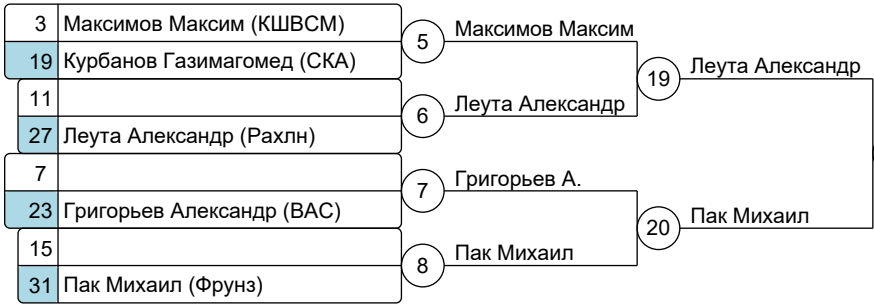 3 Максимов Максим (КШВСМ)
19 Курбанов Газимагомед (СКА)
5 Максимов Максим
11
27 Леута Александр (Рахлн)
6 Леута Александр
19 Леута Александр
7
23 Григорьев Александр (ВАС)
7 Григорьев А.
15
31 Пак Михаил (Фрунз)
8 Пак Михаил
20 Пак Михаил